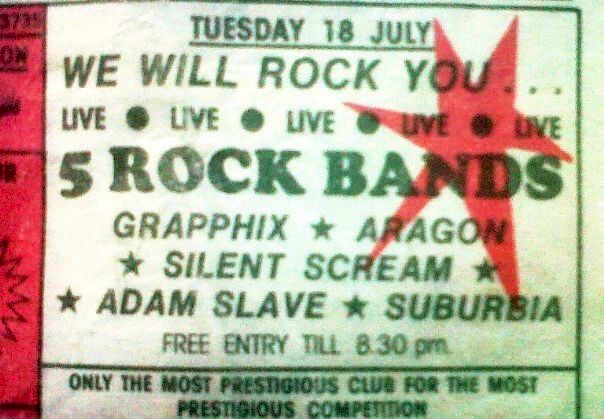 3735
ON
TUESDAY 18 JULY
WE WILL ROCK YOU...
LIVE ● LIVE ● LIVE ● LIVE ● LIVE
5 ROCK BANDS
GRAPPHIX ★ ARAGON
★ SILENT SCREAM ★
★ ADAM SLAVE ★ SUBURBIA
FREE ENTRY TILL 8.30 pm.
ONLY THE MOST PRESTIGIOUS CLUB FOR THE MOST
PRESTIGIOUS COMPETITION